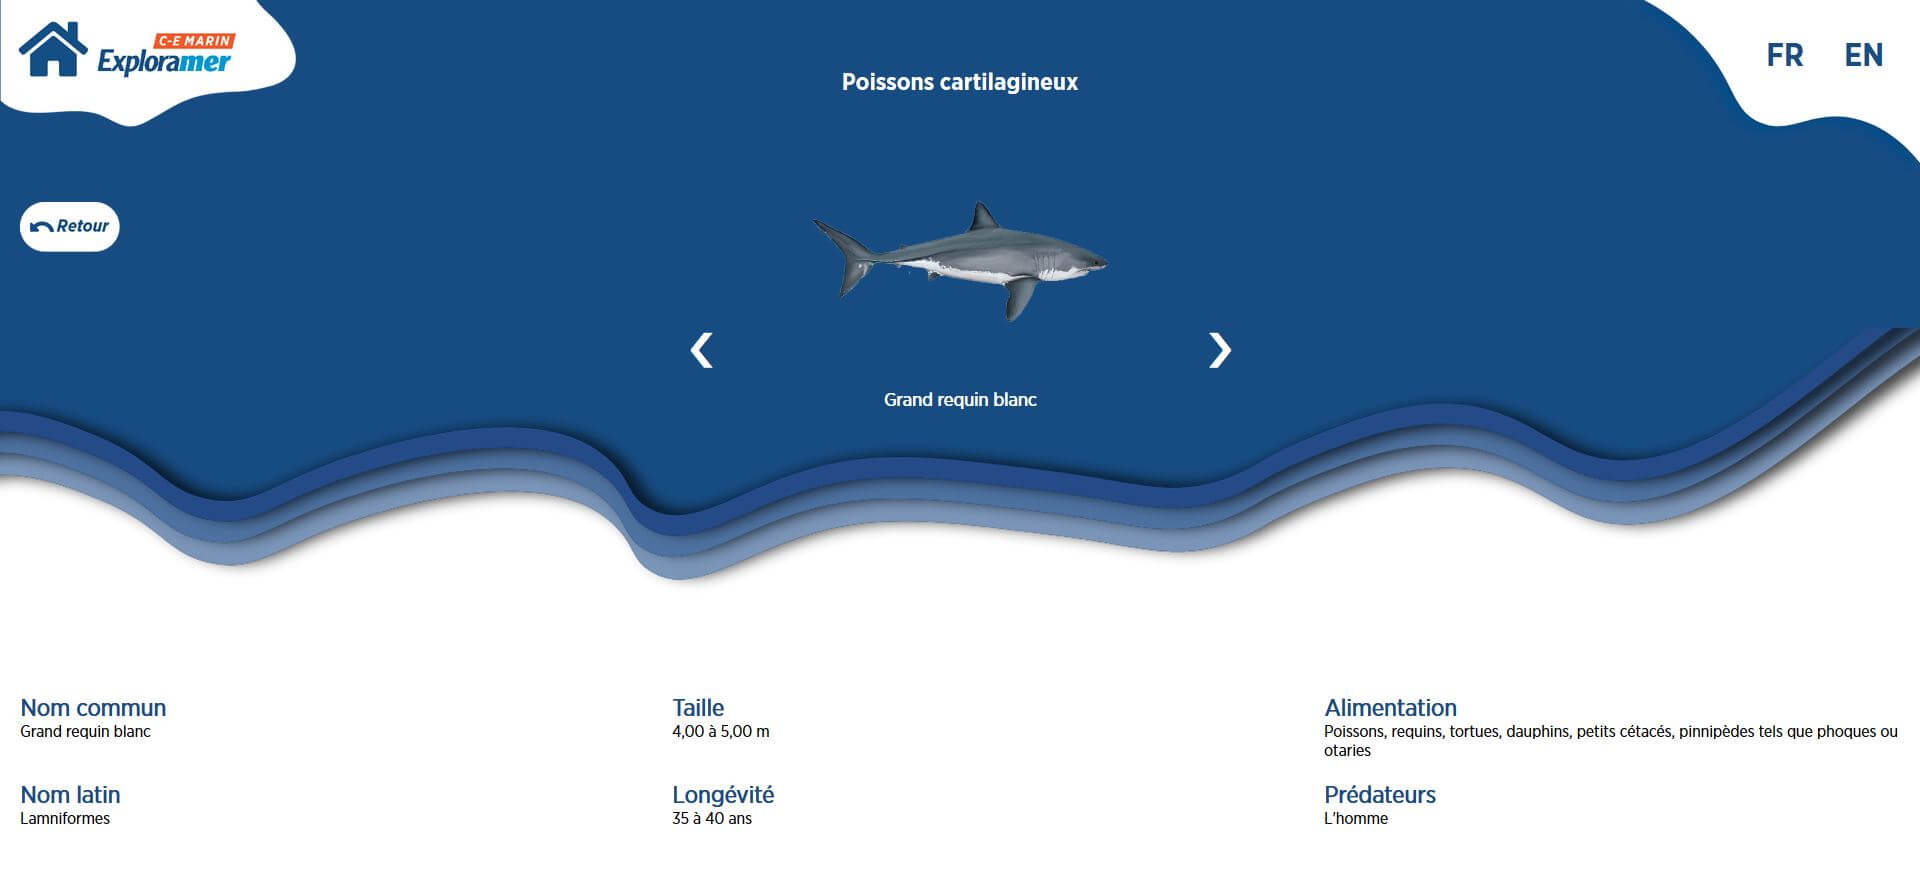 C-E MARIN
Exploramer
FR EN
Poissons cartilagineux
Retour
Grand requin blanc
Nom commun
Grand requin blanc
Taille
4,00 à 5,00 m
Alimentation
Poissons, requins, tortues, dauphins, petits cétacés, pinnipèdes tels que phoques ou
otaries
Nom latin
Lamniformes
Longévité
35 à 40 ans
Prédateurs
L'homme